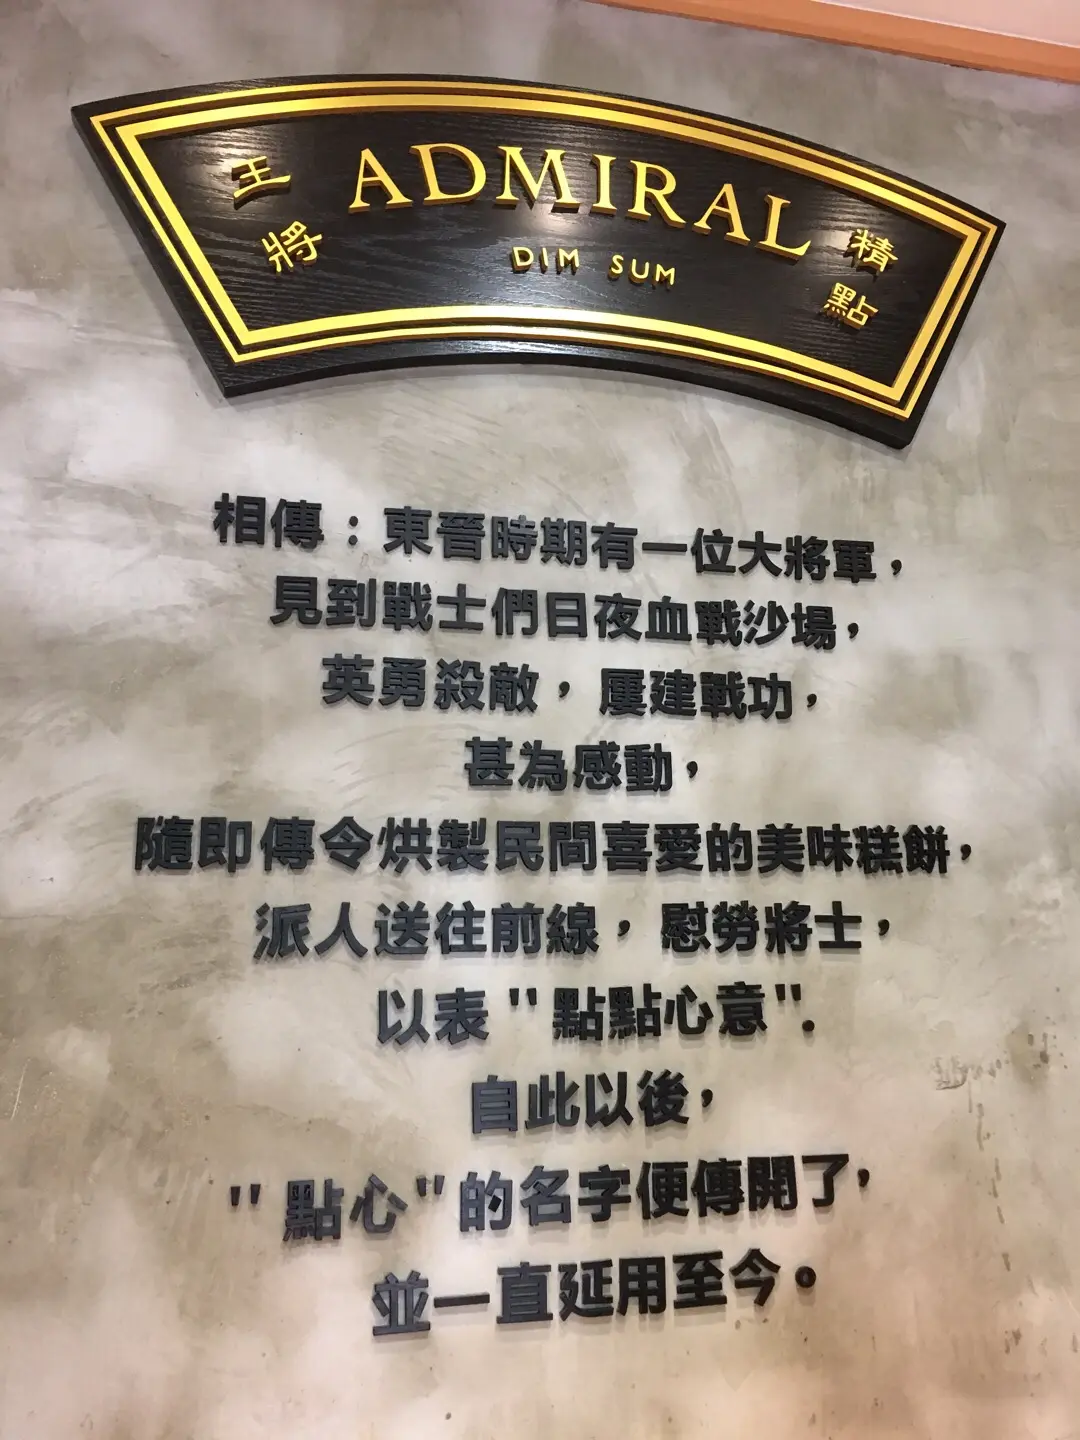 王將
ADMIRAL
DIM SUM
精點
相傳：東晉時期有一位大將軍，
見到戰士們日夜血戰沙場，
英勇殺敵，屢建戰功，
甚為感動，
隨即傳令烘製民間喜愛的美味糕餅，
派人送往前線，慰勞將士，
以表"點點心意".
自此以後，
"點心"的名字便傳開了，
並一直延用至今。